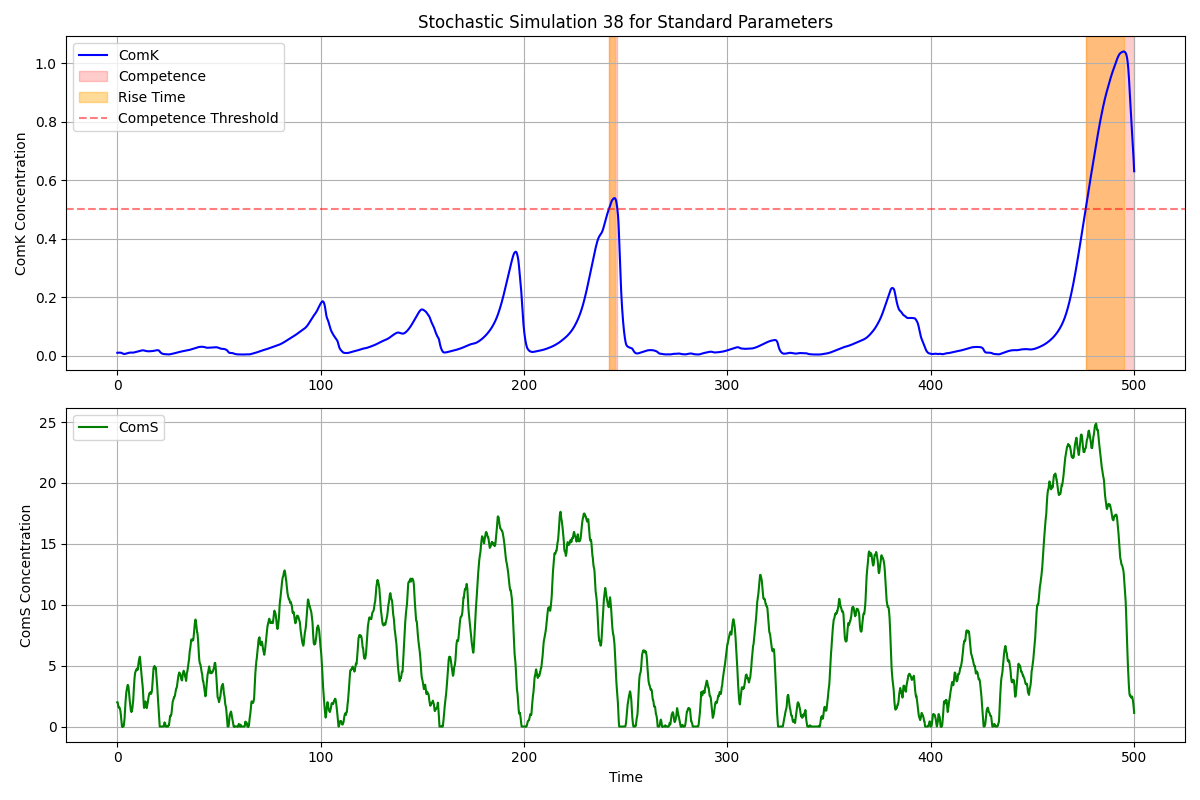 Stochastic Simulation 38 for Standard Parameters
ComK
Competence
Rise Time
Competence Threshold
ComK Concentration
1.0
0.8
0.6
0.4
0.2
0.0
0 100 200 300 400 500
ComS
ComS Concentration
25
20
15
10
5
0
0 100 200 300 400 500
Time